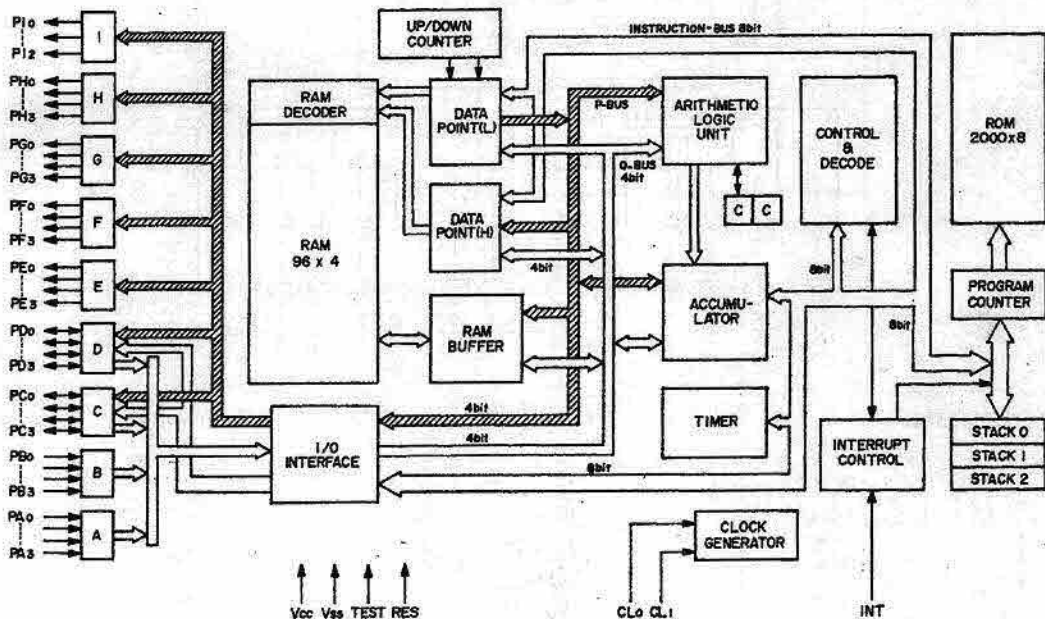 PI0
I
PI2
PH0
H
PH3
PG0
G
PG3
PF0
F
PF3
PE0
E
PE3
PD0
D
PD3
PC0
C
PC3
PB0
B
PB3
PA0
A
PA3
UP/DOWN
COUNTER
RAM
DECODER
RAM
96 x 4
DATA
POINT(L)
DATA
POINT(H)
4bit
RAM
BUFFER
I/O
INTERFACE
4bit
4bit
8bit
INSTRUCTION-BUS 8bit
P-BUS
Q-BUS
4bit
ARITHMETIC
LOGIC
UNIT
C C
ACCUMU-
LATOR
TIMER
CONTROL
&
DECODE
8bit
INTERRUPT
CONTROL
ROM
2000x8
PROGRAM
COUNTER
8bit
STACK 0
STACK 1
STACK 2
CLOCK
GENERATOR
Vcc Vss TEST RES
CL0 CL1
INT